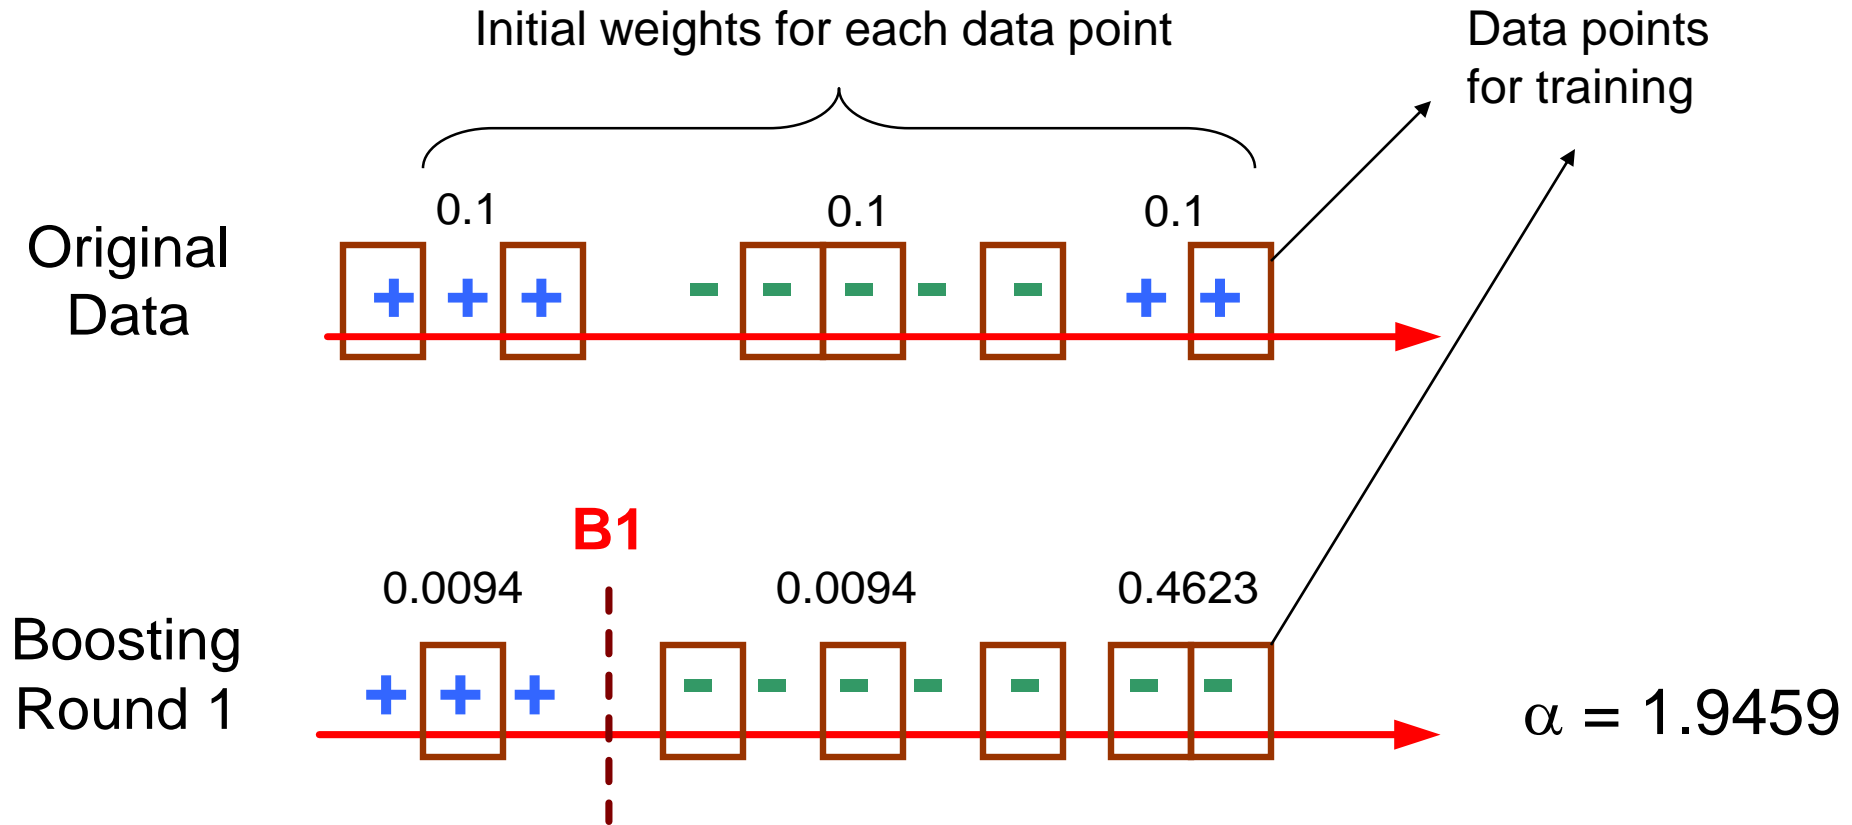 Initial weights for each data point
Data points
for training
0.1 0.1 0.1
Original
Data
+ + + - - - - - + +
B1
0.0094 0.0094 0.4623
Boosting
Round 1
+ + + - - - - - - -
α = 1.9459